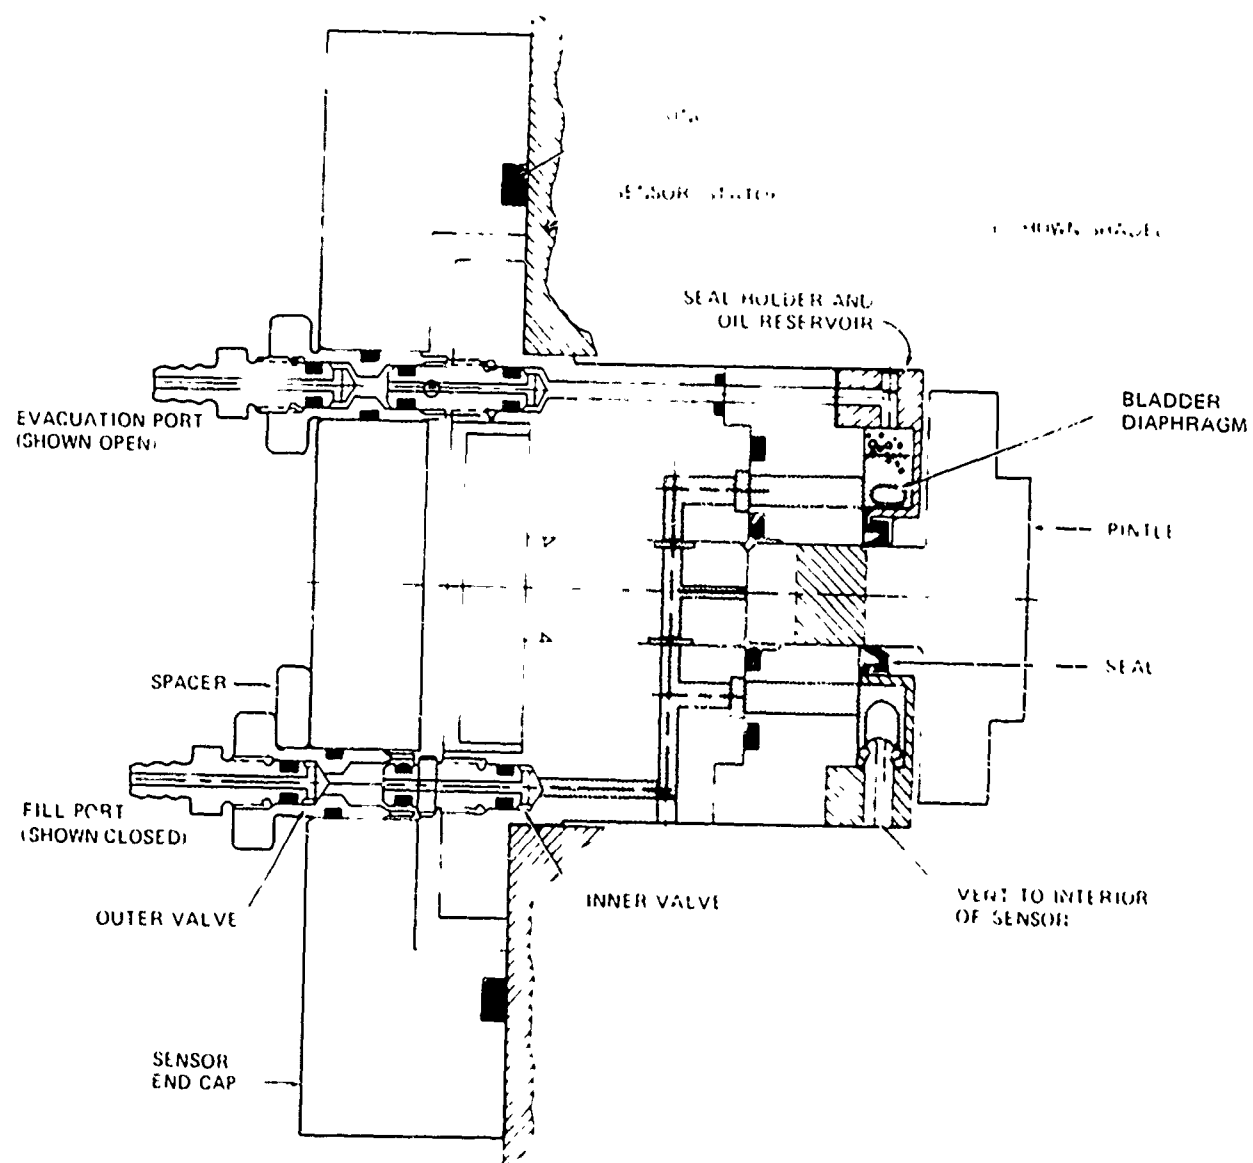 SENSOR
SEAL HOLDER AND
OIL RESERVOIR
BLADDER
DIAPHRAGM
EVACUATION PORT
(SHOWN OPEN)
PINTLE
SEAL
SPACER
FILL PORT
(SHOWN CLOSED)
OUTER VALVE
INNER VALVE
VENT TO INTERIOR
OF SENSOR
SENSOR
END CAP